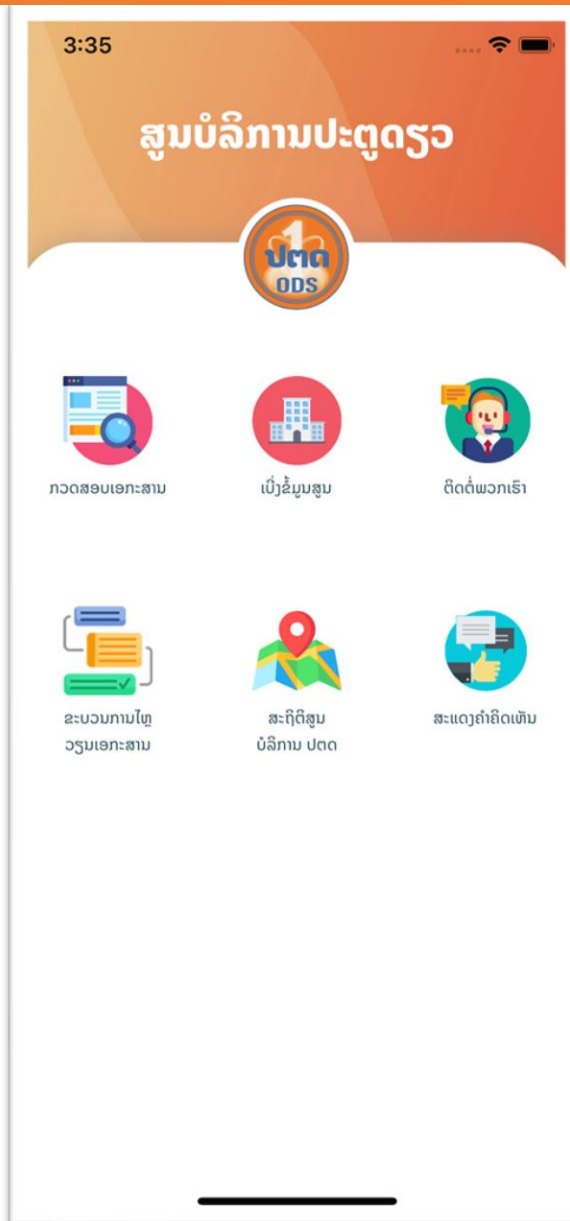 3:35
ສູນບໍລິການປະຕູດຽວ
1
ປຕດ
ODS
ກວດສອບເອກະສານ
ເບີ່ງຂໍ້ມູນສູນ
ຕິດຕໍ່ພວກເຮົາ
ຂະບວນການໄຫຼ
ວຽນເອກະສານ
ສະຖິຕິສູນ
ບໍລິການ ປຕດ
ສະແດງຄຳຄິດເຫັນ